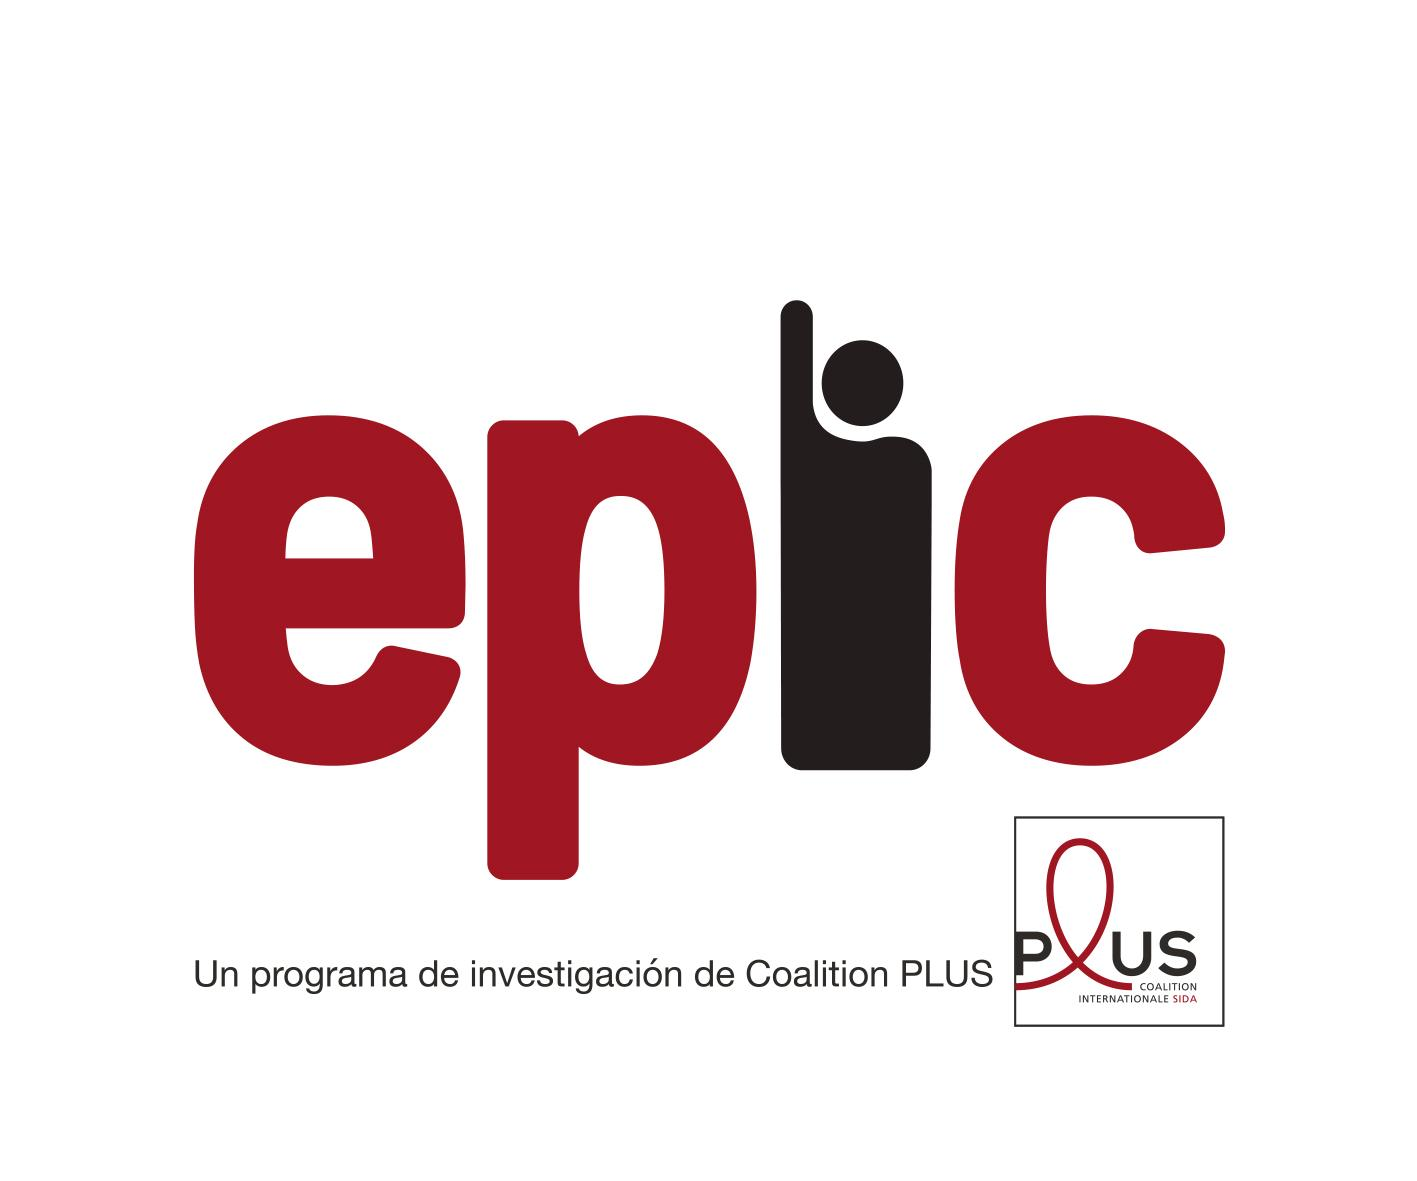 epic
Un programa de investigación de Coalition PLUS
PLUS
COALITION
INTERNATIONALE SIDA